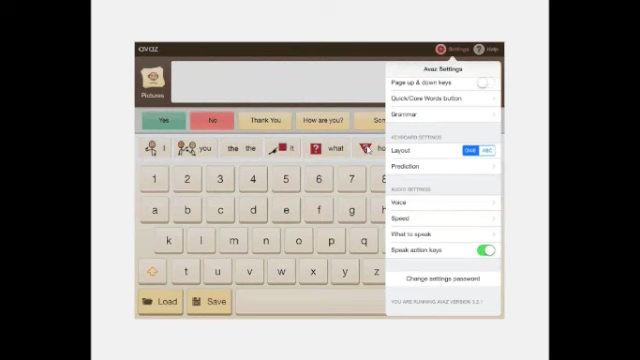 avaz
Settings
? Help
Avaz Settings
Page up & down keys
Pictures
Quick/Core Words button
Grammar
Yes
No
Thank You
How are you?
KEYBOARD SETTINGS
Layout
ABC
Prediction
I
you
the the
it
? what
1 2 3 4 5 6 7
AUDIO SETTINGS
Voice
Speed
What to speak
Speak action keys
a b c d e f g
k l m n o p
t u v w x y z
Change settings password
Load
Save
YOU ARE RUNNING AVAZ VERSION 3.2.1